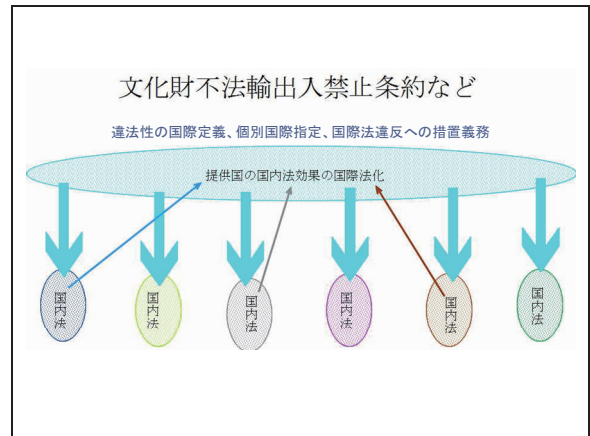 文化財不法輸出入禁止条約など
違法性の国際定義、個別国際指定、国際法違反への措置義務
提供国の国内法効果の国際法化
国内法
国内法
国内法
国内法
国内法
国内法